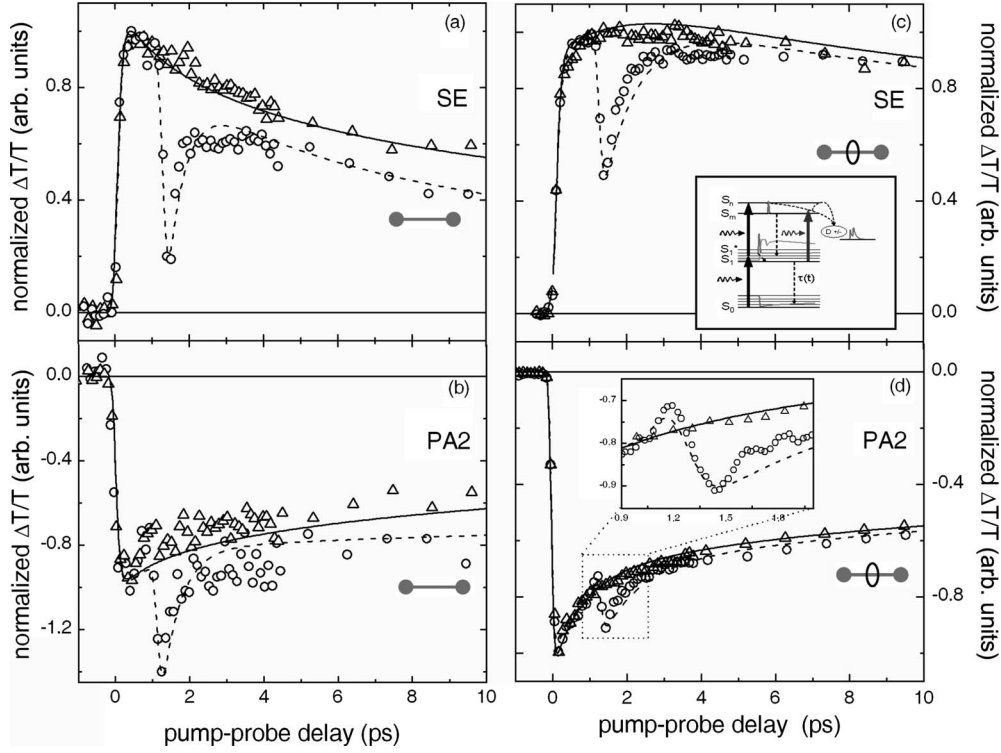 (a)
normalized ΔT/T (arb. units)
0.8
0.4
0.0
SE
(b)
normalized ΔT/T (arb. units)
0.0
-0.4
-0.8
-1.2
PA2
0 2 4 6 8 10
pump-probe delay (ps)
(c)
normalized ΔT/T (arb. units)
0.8
0.4
0.0
SE
Sn
Sm
S1*
S1
S0
D +/-
τ(t)
(d)
normalized ΔT/T (arb. units)
0.0
-0.4
-0.8
PA2
-0.7
-0.8
-0.9
0.9 1.2 1.5
0 2 4 6 8 10
pump-probe delay (ps)